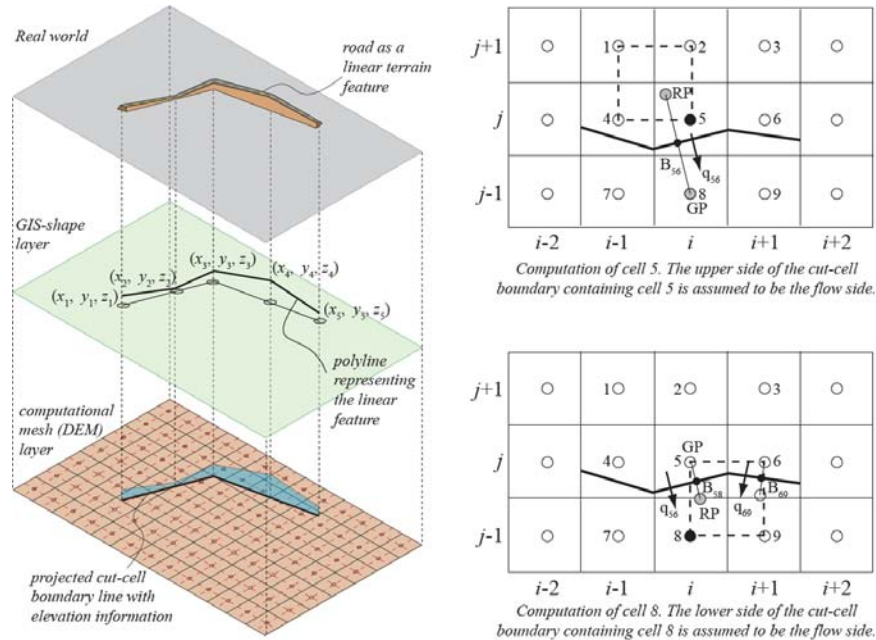 Real world
road as a
linear terrain
feature
GIS-shape
layer
(x1, y1, z1)
(x2, y2, z2)
(x3, y3, z3)
(x4, y4, z4)
(x5, y5, z5)
polyline
representing
the linear
feature
computational
mesh (DEM)
layer
projected cut-cell
boundary line with
elevation information
j+1
1
2
3
RP
j
4
5
6
B56
q56
j-1
7
8
9
GP
i-2 i-1 i i+1 i+2
Computation of cell 5. The upper side of the cut-cell
boundary containing cell 5 is assumed to be the flow side.
j+1
1
2
3
GP
j
4
5
6
B58
B69
q56
RP
q69
j-1
7
8
9
i-2 i-1 i i+1 i+2
Computation of cell 8. The lower side of the cut-cell
boundary containing cell 8 is assumed to be the flow side.